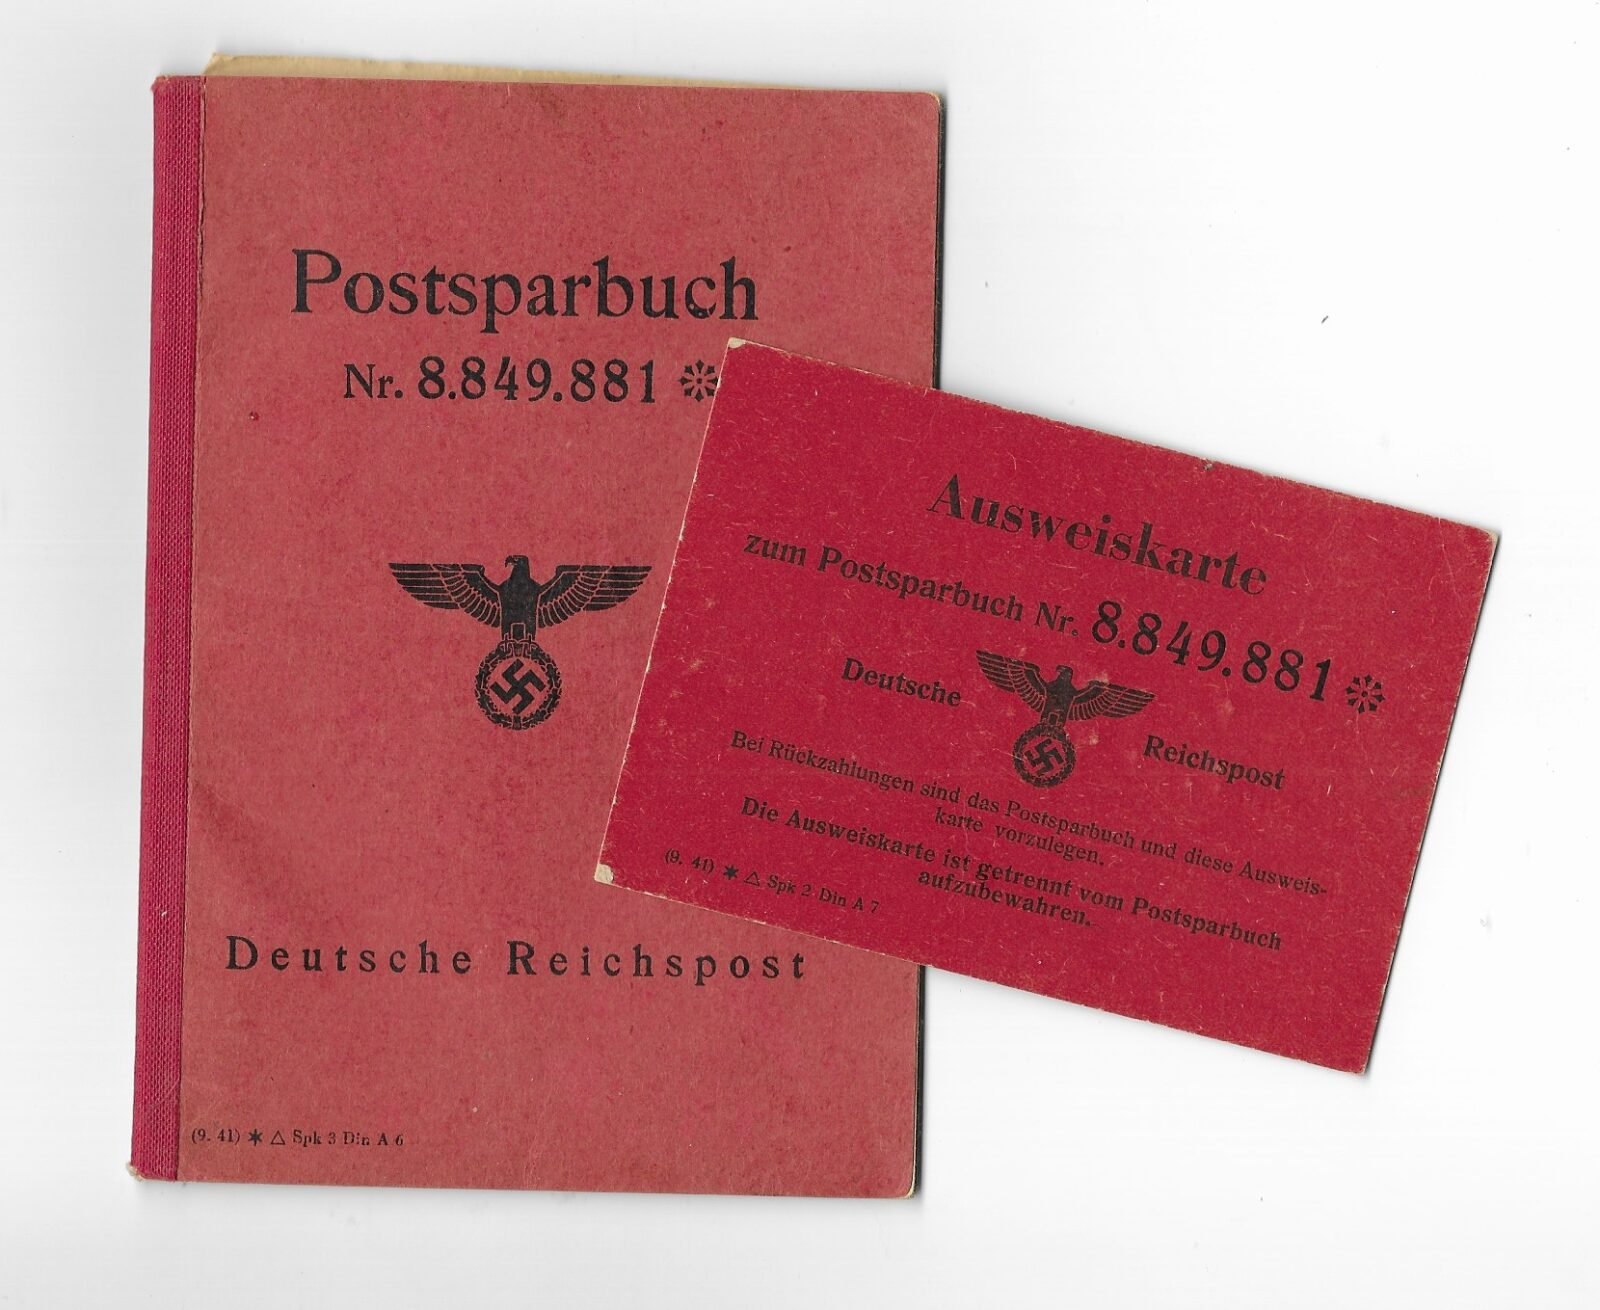 Postsparbuch
Nr. 8.849.881
Deutsche Reichspost
(9. 41) ✶ △ Spk 3 Din A 6
Ausweiskarte
zum Postsparbuch Nr. 8.849.881
Deutsche Reichspost
Bei Rückzahlungen sind das Postsparbuch und diese Ausweis-
karte vorzulegen.
Die Ausweiskarte ist getrennt vom Postsparbuch
aufzubewahren.
(9. 41) ✶ △ Spk 2 Din A 7